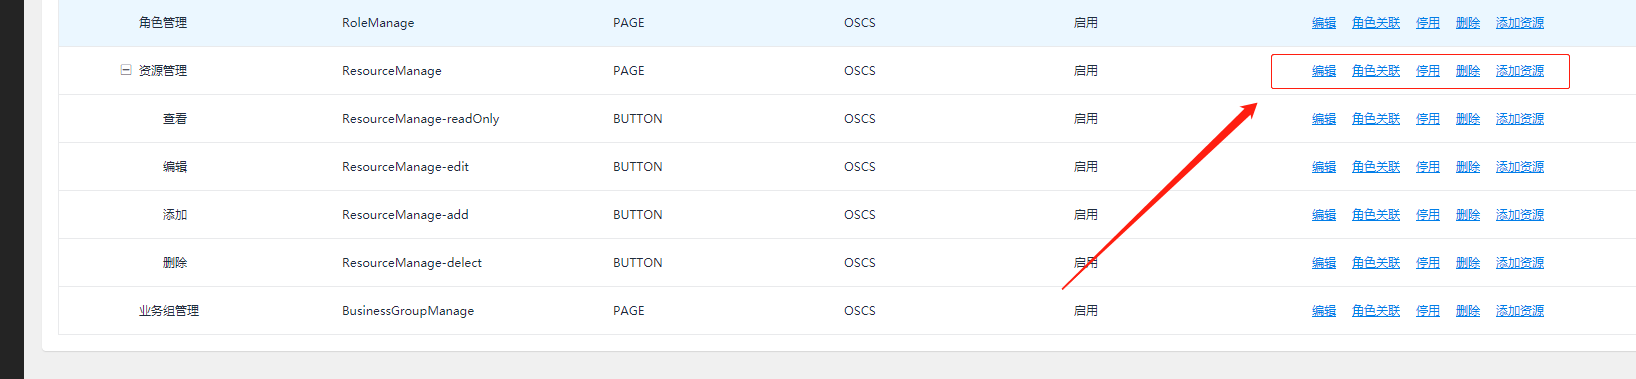 角色管理 RoleManage PAGE OSCS 启用 编辑 角色关联 停用 删除 添加资源
资源管理 ResourceManage PAGE OSCS 启用 编辑 角色关联 停用 删除 添加资源
查看 ResourceManage-readOnly BUTTON OSCS 启用 编辑 角色关联 停用 删除 添加资源
编辑 ResourceManage-edit BUTTON OSCS 启用 编辑 角色关联 停用 删除 添加资源
添加 ResourceManage-add BUTTON OSCS 启用 编辑 角色关联 停用 删除 添加资源
删除 ResourceManage-delect BUTTON OSCS 启用 编辑 角色关联 停用 删除 添加资源
业务组管理 BusinessGroupManage PAGE OSCS 启用 编辑 角色关联 停用 删除 添加资源